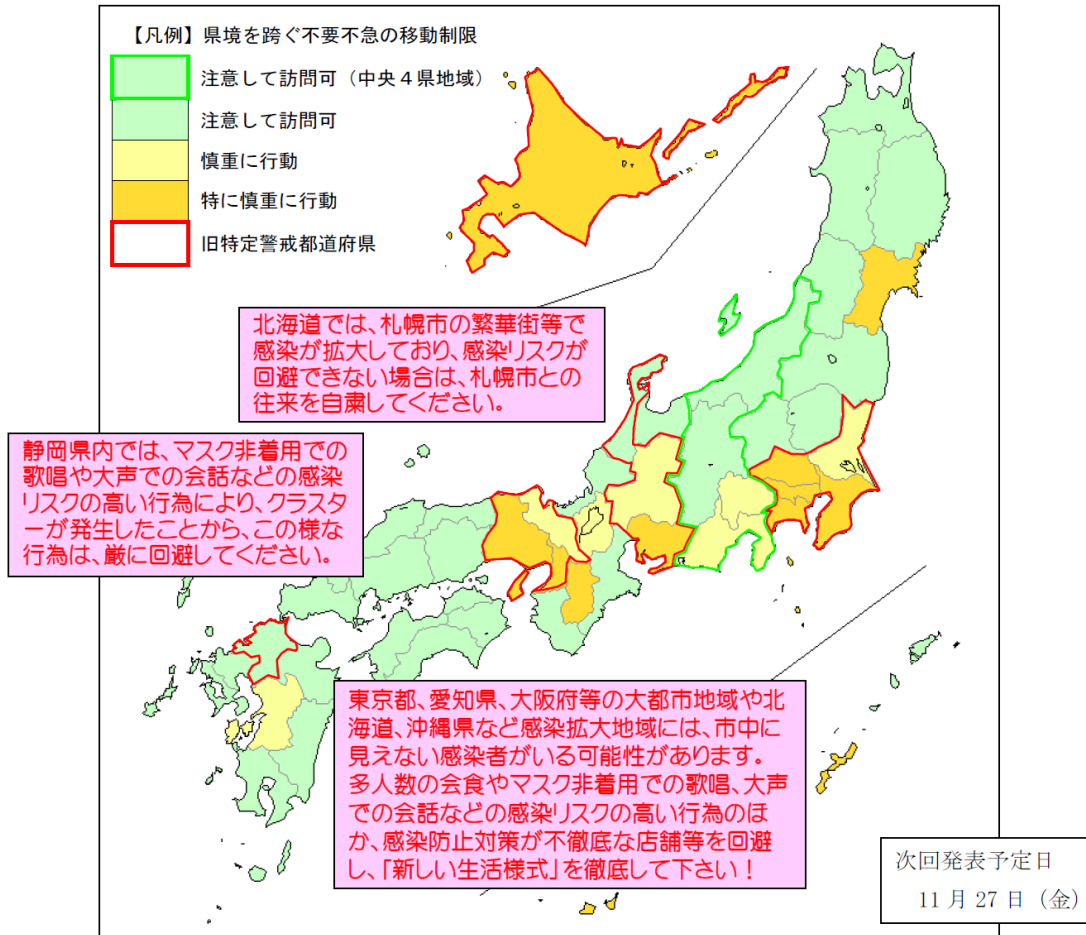 【凡例】県境を跨ぐ不要不急の移動制限
注意して訪問可（中央４県地域）
注意して訪問可
慎重に行動
特に慎重に行動
旧特定警戒都道府県
北海道では、札幌市の繁華街等で
感染が拡大しており、感染リスクが
回避できない場合は、札幌市との
往来を自粛してください。
静岡県内では、マスク非着用での
歌唱や大声での会話などの感染
リスクの高い行為により、クラスタ
ーが発生したことから、この様な
行為は、厳に回避してください。
東京都、愛知県、大阪府等の大都市地域や北
海道、沖縄県など感染拡大地域には、市中に
見えない感染者がいる可能性があります。
多人数の会食やマスク非着用での歌唱、大声
での会話などの感染リスクの高い行為のほ
か、感染防止対策が不徹底な店舗等を回避
し、「新しい生活様式」を徹底して下さい！
次回発表予定日
11 月 27 日（金）